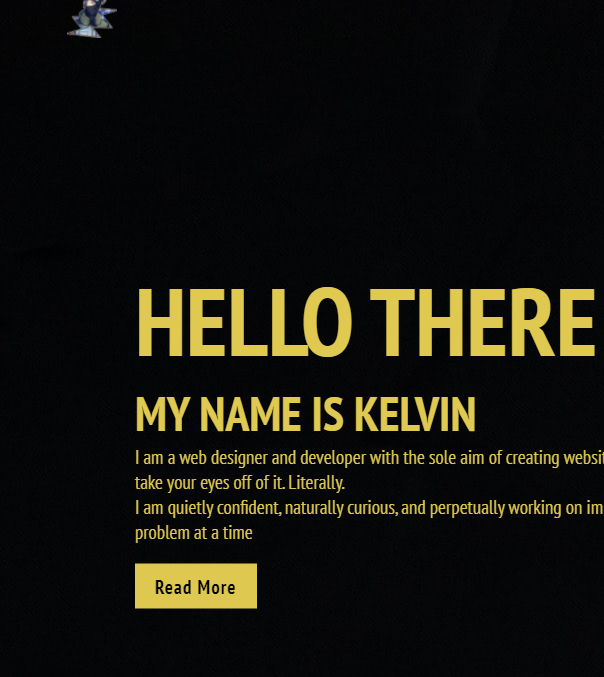 HELLO THERE
MY NAME IS KELVIN
I am a web designer and developer with the sole aim of creating websit
take your eyes off of it. Literally.
I am quietly confident, naturally curious, and perpetually working on im
problem at a time
Read More